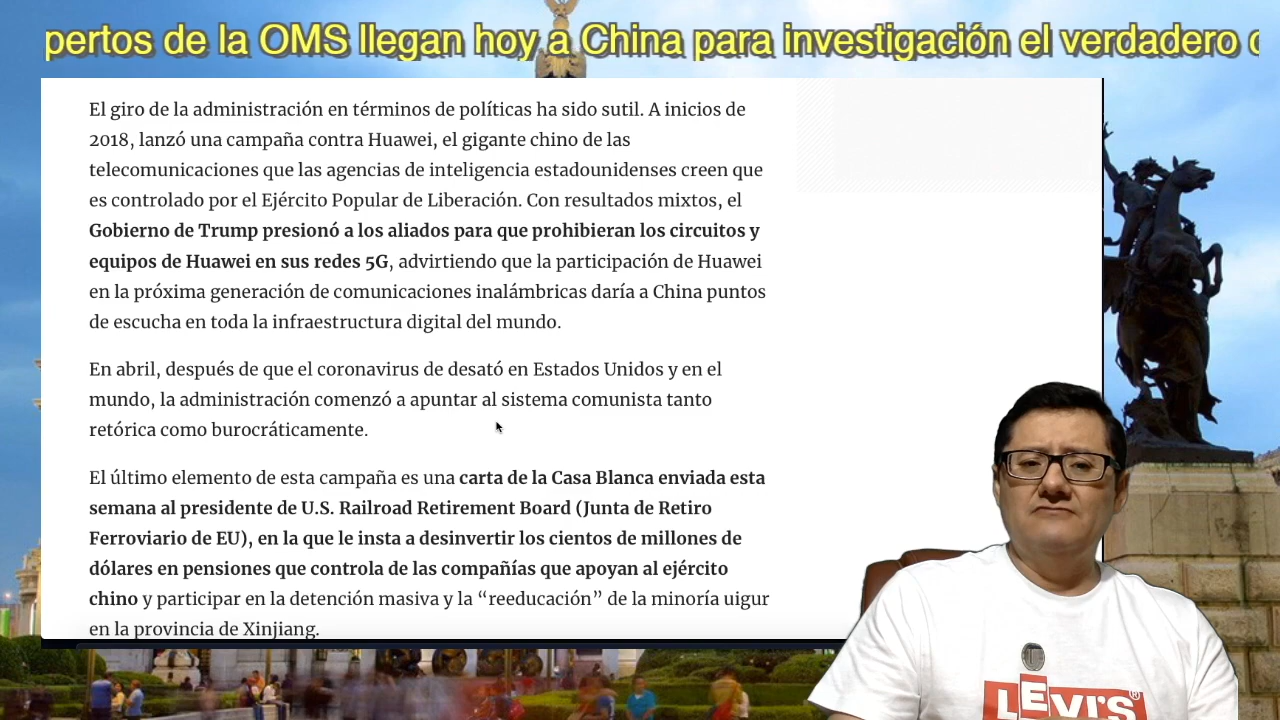 pertos de la OMS llegan hoy a China para investigación el verdadero
El giro de la administración en términos de políticas ha sido sutil. A inicios de
2018, lanzó una campaña contra Huawei, el gigante chino de las
telecomunicaciones que las agencias de inteligencia estadounidenses creen que
es controlado por el Ejército Popular de Liberación. Con resultados mixtos, el
Gobierno de Trump presionó a los aliados para que prohibieran los circuitos y
equipos de Huawei en sus redes 5G, advirtiendo que la participación de Huawei
en la próxima generación de comunicaciones inalámbricas daría a China puntos
de escucha en toda la infraestructura digital del mundo.
En abril, después de que el coronavirus de desató en Estados Unidos y en el
mundo, la administración comenzó a apuntar al sistema comunista tanto
retórica como burocráticamente.
El último elemento de esta campaña es una carta de la Casa Blanca enviada esta
semana al presidente de U.S. Railroad Retirement Board (Junta de Retiro
Ferroviario de EU), en la que le insta a desinvertir los cientos de millones de
dólares en pensiones que controla de las compañías que apoyan al ejército
chino y participar en la detención masiva y la “reeducación” de la minoría uigur
en la provincia de Xinjiang.
LEVI'S